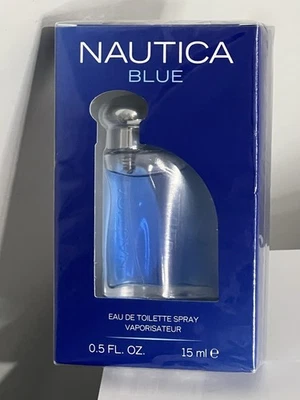 NAUTICA
BLUE
EAU DE TOILETTE SPRAY
VAPORISATEUR
0.5 FL. OZ. 15 ml ℮